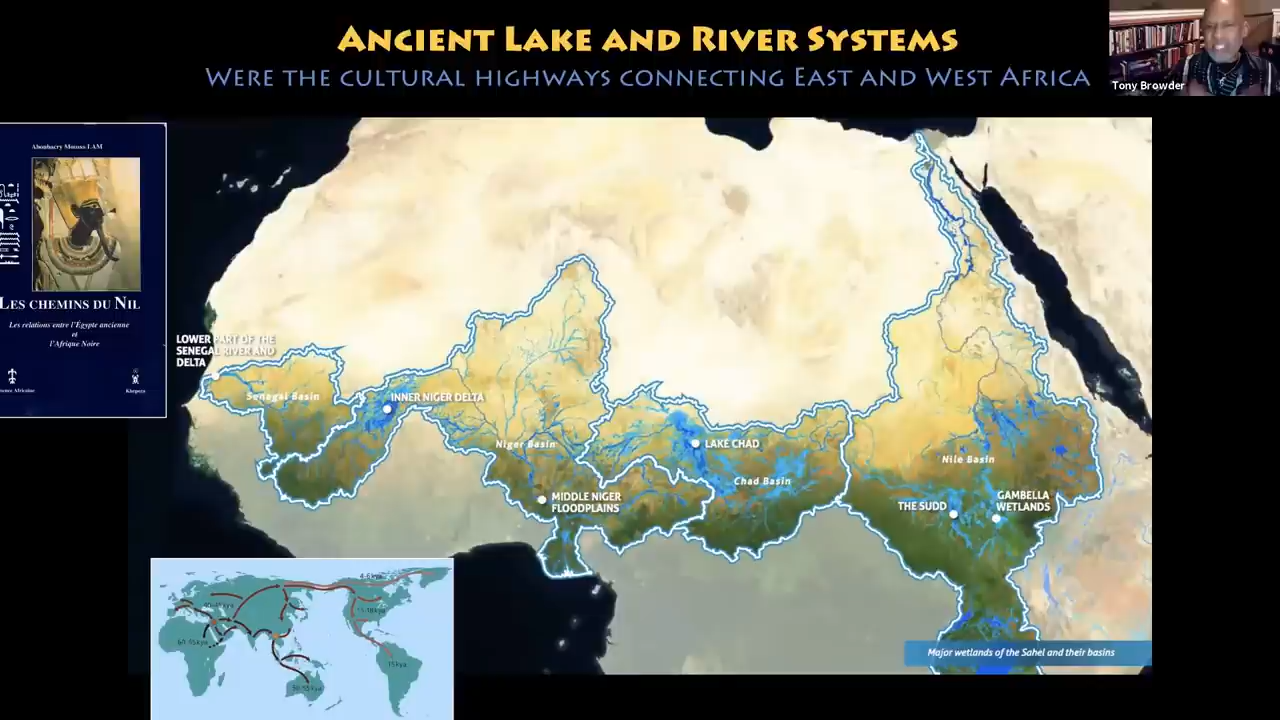 ANCIENT LAKE AND RIVER SYSTEMS
WERE THE CULTURAL HIGHWAYS CONNECTING EAST AND WEST AFRICA
Tony Browder
Aboubacry Moussa LAM
LES CHEMINS DU NIL
Les relations entre l'Égypte ancienne
et
l'Afrique Noire
Khepera
LOWER PART OF THE
SENEGAL RIVER AND
DELTA
Senegal Basin
INNER NIGER DELTA
Niger Basin
LAKE CHAD
Chad Basin
MIDDLE NIGER
FLOODPLAINS
Nile Basin
THE SUDD
GAMBELLA
WETLANDS
Major wetlands of the Sahel and their basins